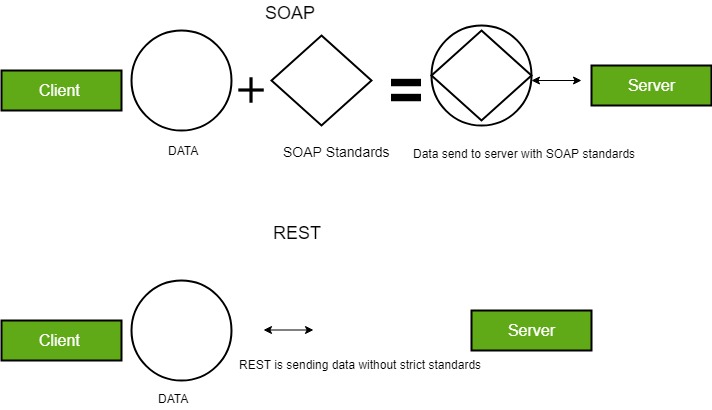 SOAP
Client
+
=
Server
DATA
SOAP Standards
Data send to server with SOAP standards
REST
Client
Server
REST is sending data without strict standards
DATA